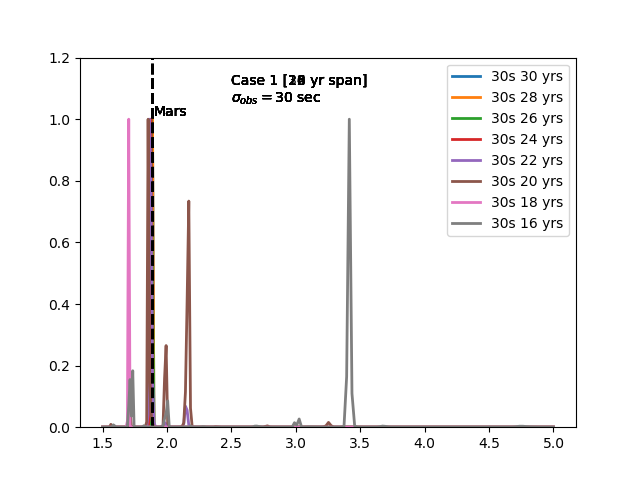 1.2
1.0
0.8
0.6
0.4
0.2
0.0
Case 1 [ yr span]
σobs = 30 sec
Mars
30s 30 yrs
30s 28 yrs
30s 26 yrs
30s 24 yrs
30s 22 yrs
30s 20 yrs
30s 18 yrs
30s 16 yrs
1.5 2.0 2.5 3.0 3.5 4.0 4.5 5.0